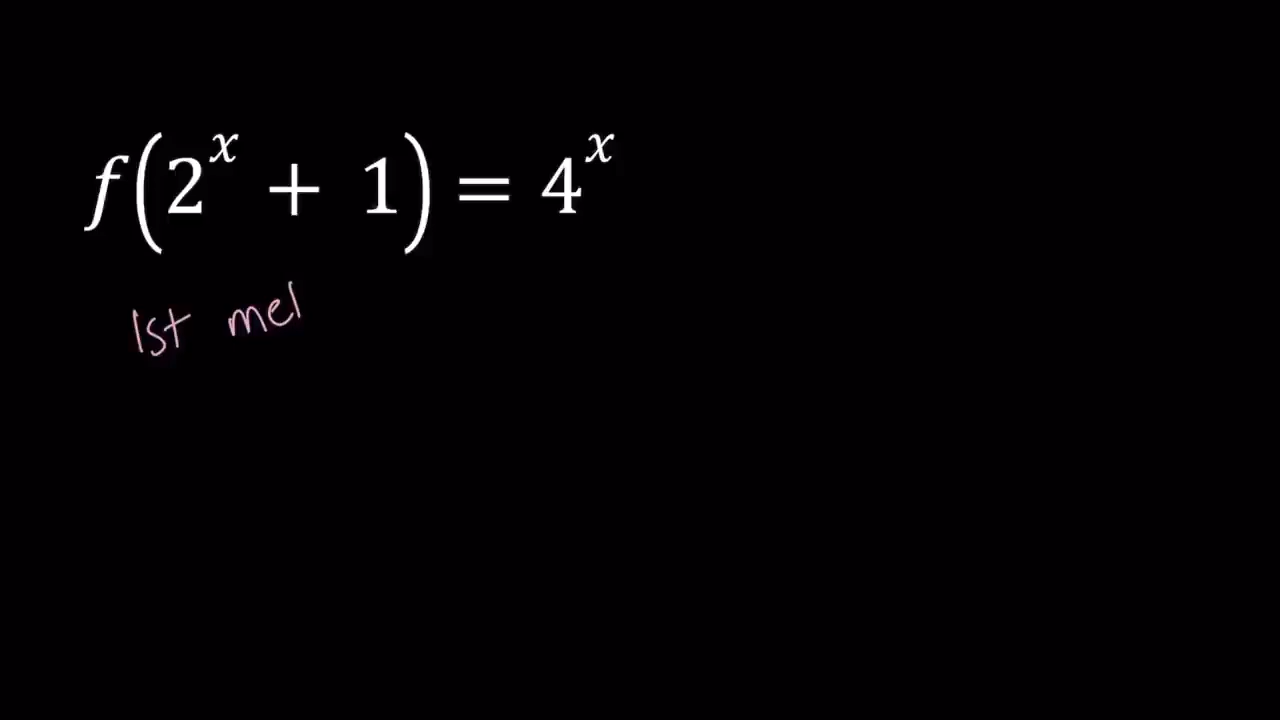 f(2^x + 1) = 4^x
1st mel